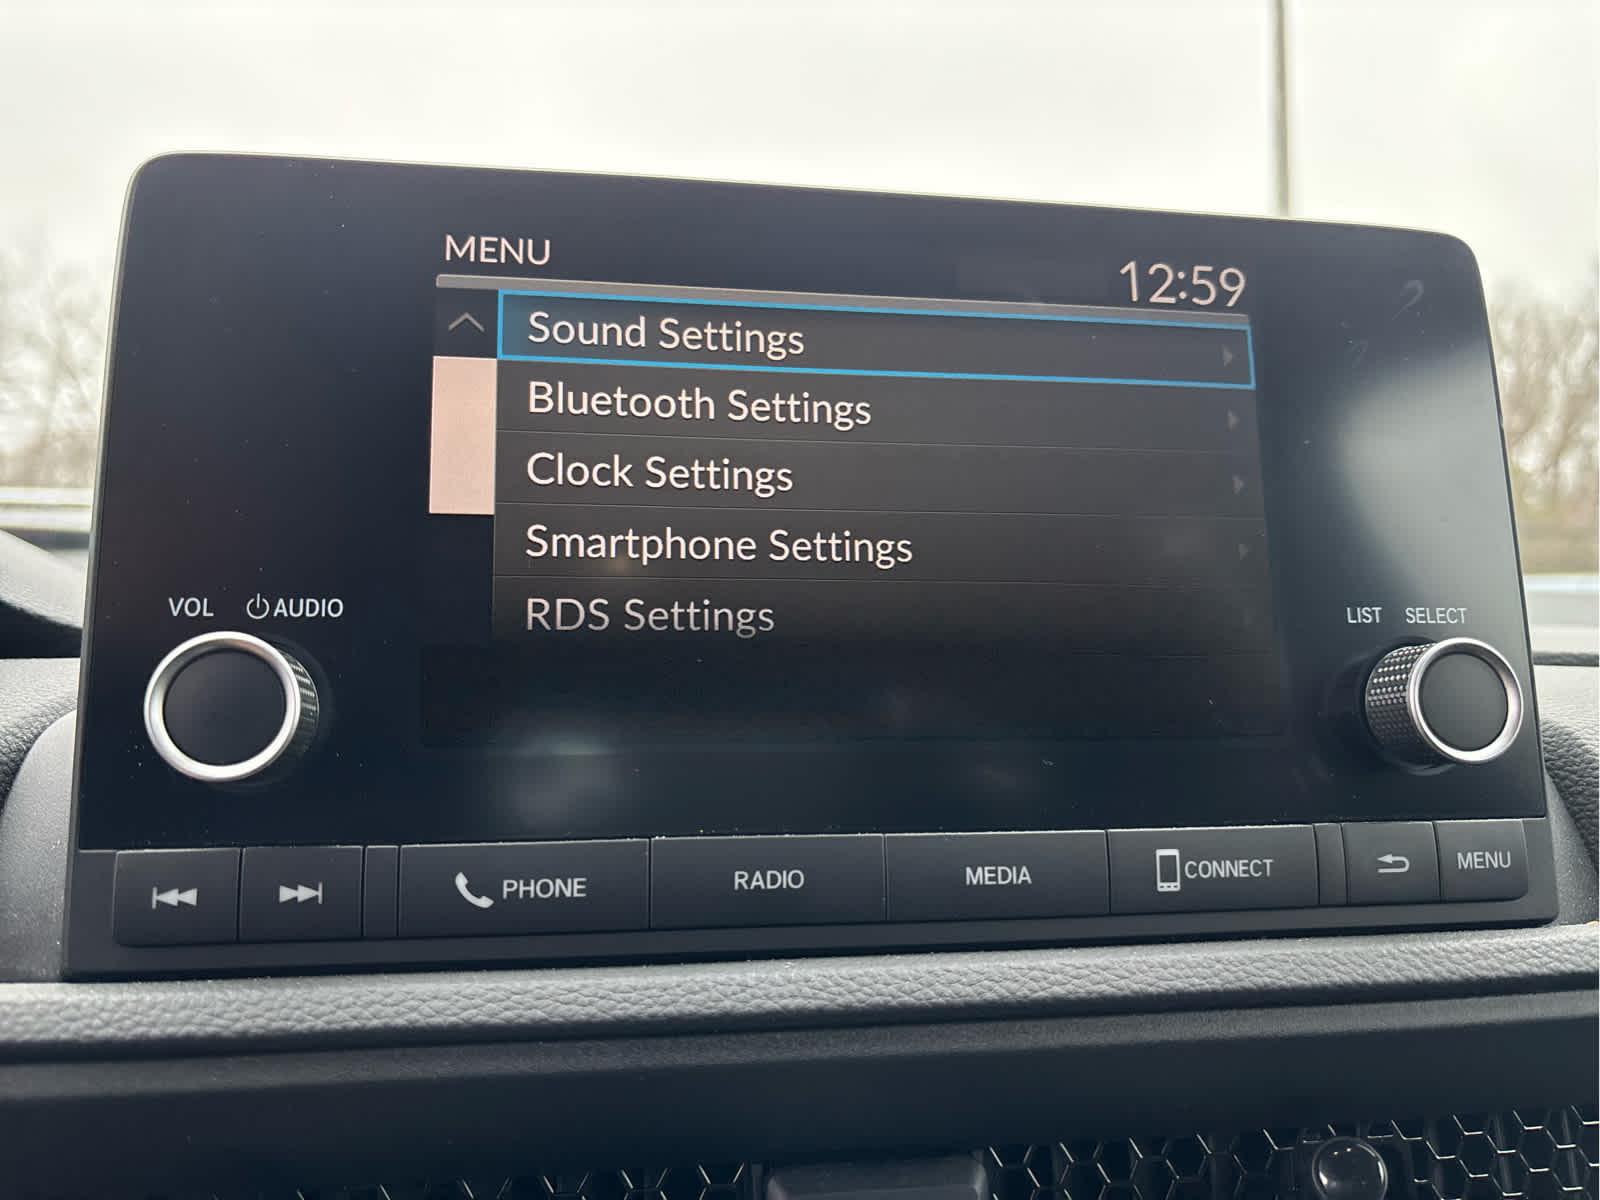 MENU
12:59
Sound Settings
Bluetooth Settings
Clock Settings
Smartphone Settings
RDS Settings
VOL AUDIO
LIST SELECT
PHONE
RADIO
MEDIA
CONNECT
MENU